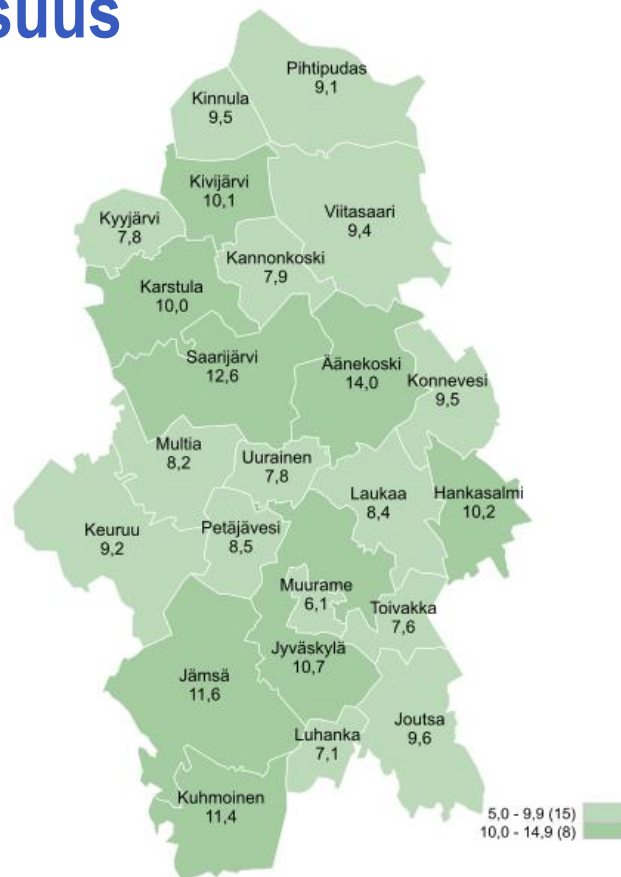 suus
Pihtipudas
9,1
Kinnula
9,5
Kivijärvi
10,1
Viitasaari
9,4
Kyyjärvi
7,8
Kannonkoski
7,9
Karstula
10,0
Saarijärvi
12,6
Äänekoski
14,0
Konnevesi
9,5
Multia
8,2
Uurainen
7,8
Laukaa
8,4
Hankasalmi
10,2
Keuruu
9,2
Petäjävesi
8,5
Muurame
6,1
Toivakka
7,6
Jyväskylä
10,7
Jämsä
11,6
Luhanka
7,1
Joutsa
9,6
Kuhmoinen
11,4
5,0 - 9,9 (15)
10,0 - 14,9 (8)